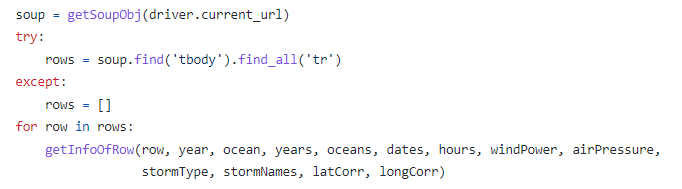 soup = getSoupObj(driver.current_url)
try:
    rows = soup.find('tbody').find_all('tr')
except:
    rows = []
for row in rows:
    getInfoOfRow(row, year, ocean, years, oceans, dates, hours, windPower, airPressure,
                 stormType, stormNames, latCorr, longCorr)